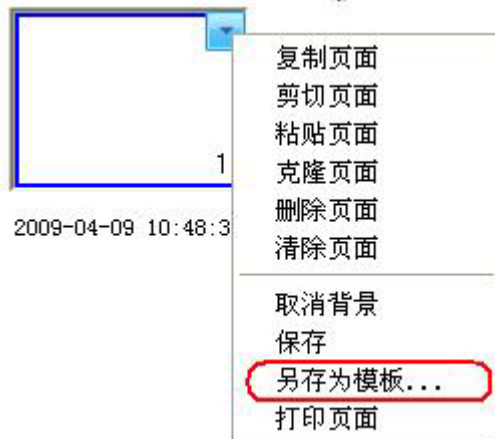 复制页面
剪切页面
粘贴页面
1
克隆页面
删除页面
2009-04-09 10:48:3
清除页面
取消背景
保存
另存为模板...
打印页面